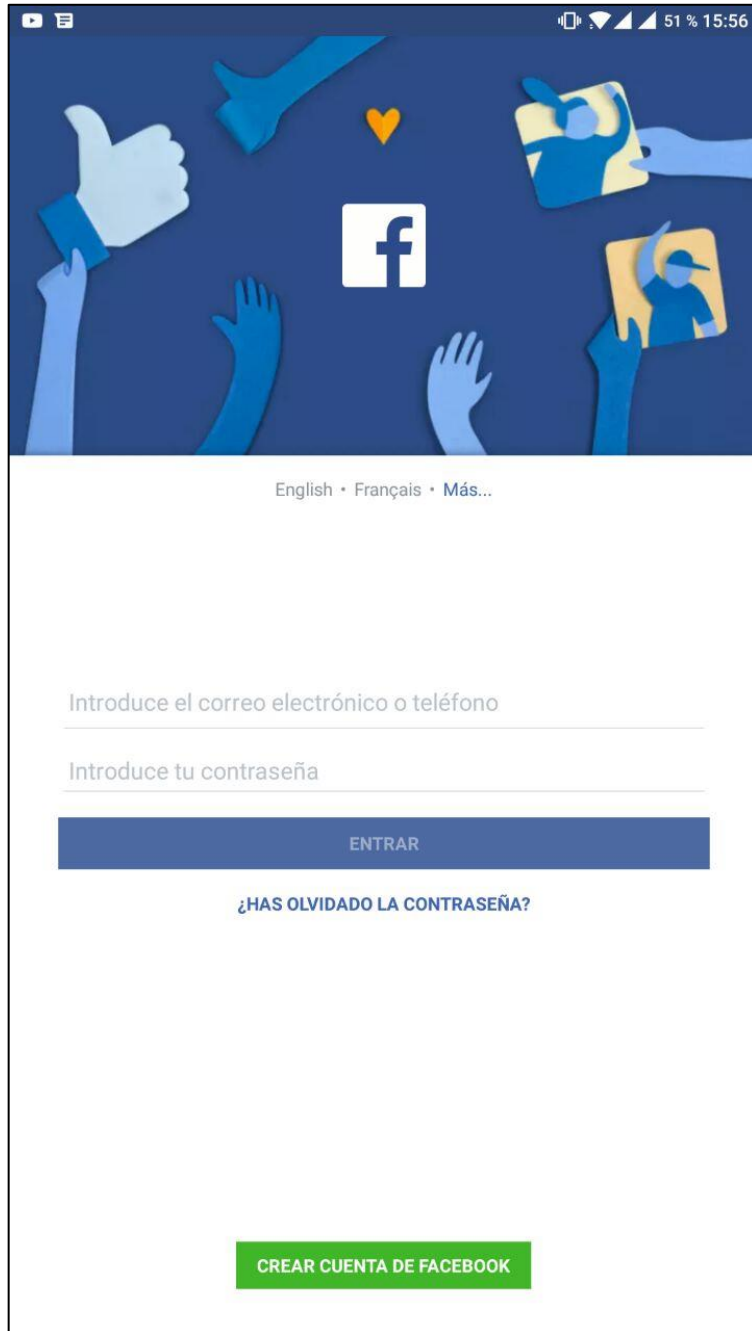 51 % 15:56
f
English • Français • Más...
Introduce el correo electrónico o teléfono
Introduce tu contraseña
ENTRAR
¿HAS OLVIDADO LA CONTRASEÑA?
CREAR CUENTA DE FACEBOOK